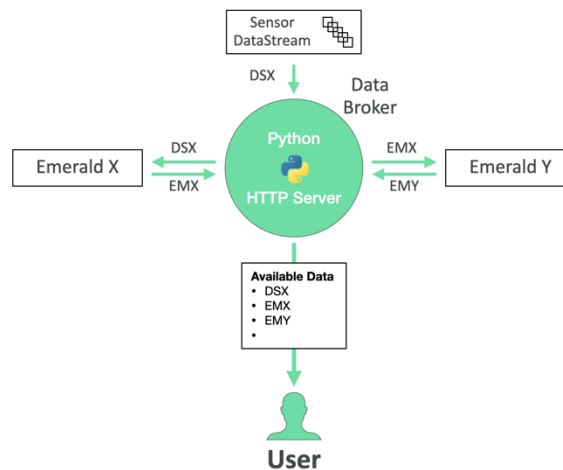 Sensor
DataStream
DSX
Data
Broker
Python
HTTP Server
DSX
EMX
Emerald X
EMX
EMY
Emerald Y
Available Data
• DSX
• EMX
• EMY
•
User